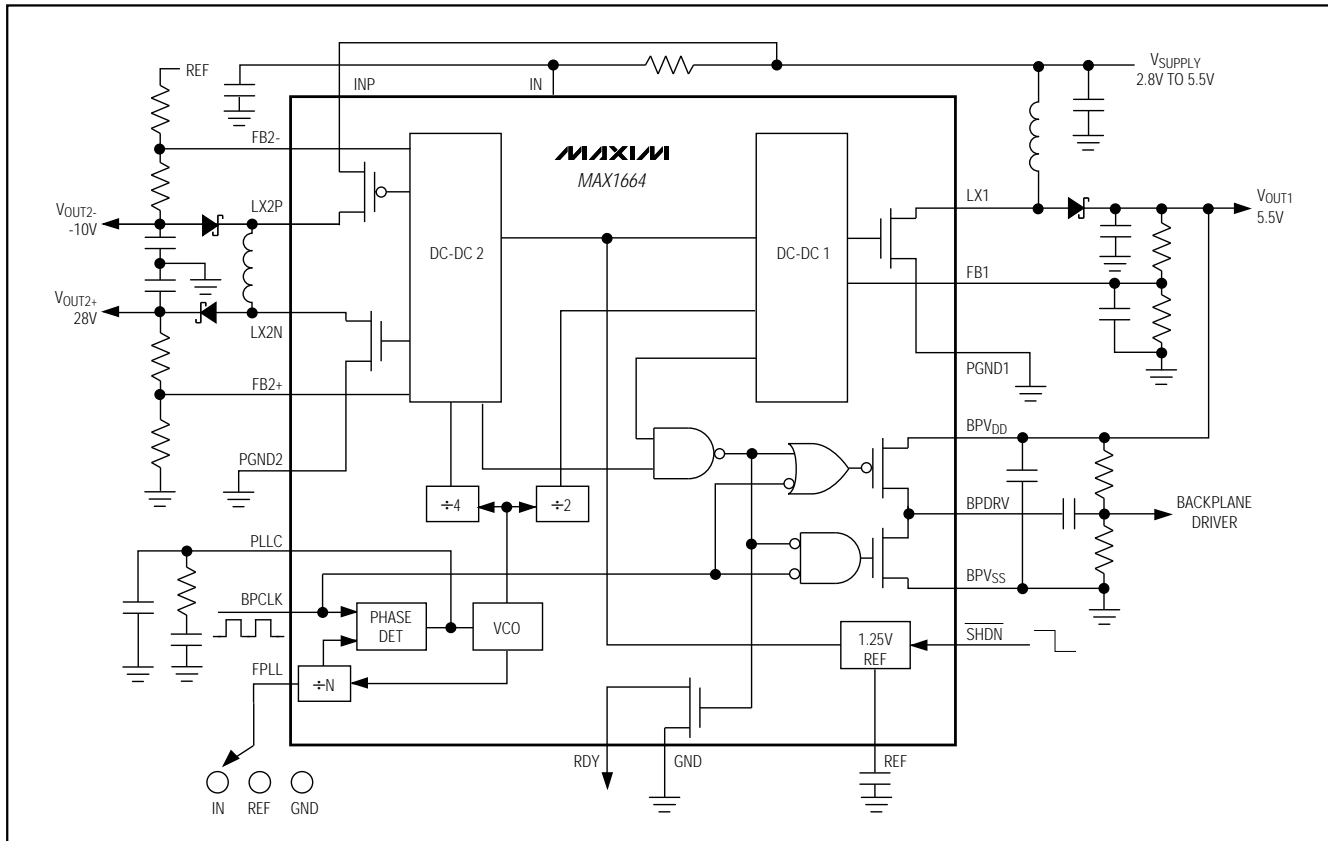 REF
INP
IN
VSUPPLY
2.8V TO 5.5V
FB2-
MAXIM
MAX1664
LX2P
LX1
VOUT2-
-10V
VOUT1
5.5V
DC-DC 2
DC-DC 1
FB1
VOUT2+
28V
LX2N
PGND1
FB2+
BPVDD
PGND2
÷4
÷2
BPDRV
BACKPLANE
DRIVER
PLLC
BPVSS
BPCLK
PHASE
DET
VCO
1.25V
REF
SHDN
FPLL
÷N
RDY
GND
REF
IN
REF
GND